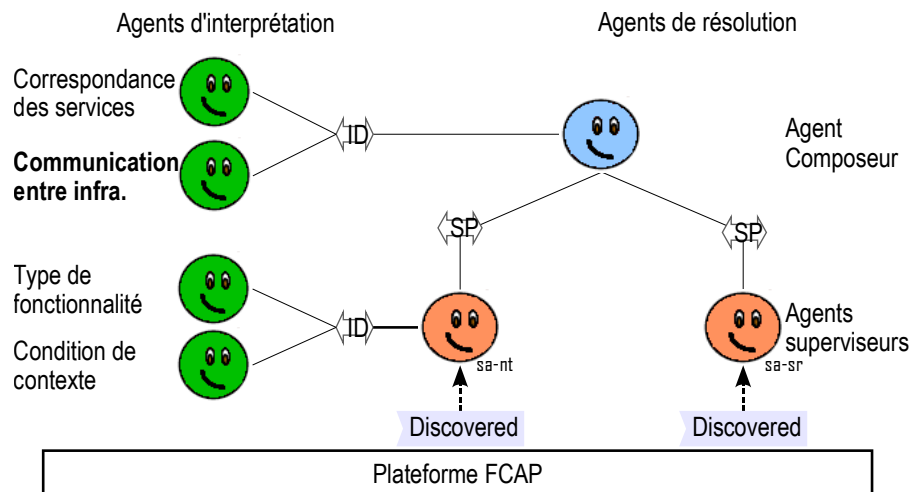 Agents d'interprétation
Agents de résolution
Correspondance
des services
ID
Agent
Composeur
Communication
entre infra.
SP
SP
Type de
fonctionnalité
ID
Condition de
contexte
Agents
superviseurs
sa-nt
sa-sr
Discovered
Discovered
Plateforme FCAP